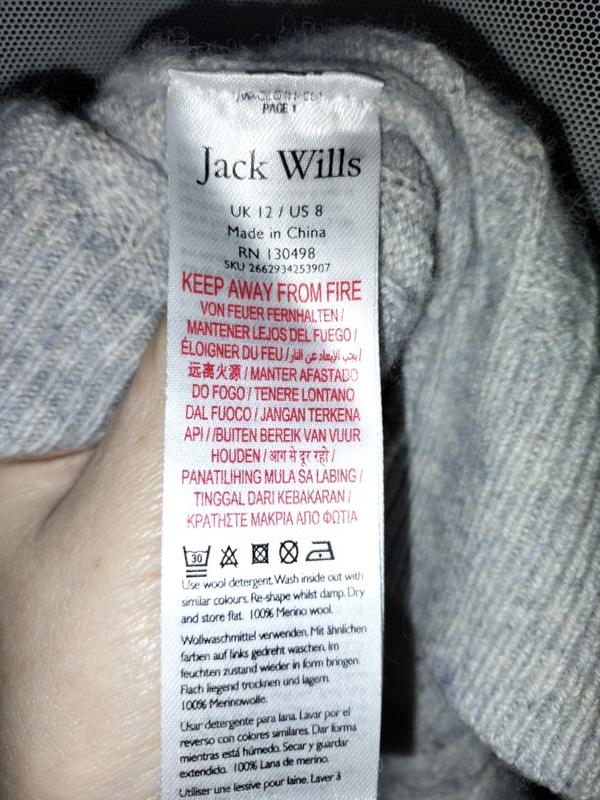 PAGE 1
Jack Wills
UK 12 / US 8
Made in China
RN 130498
SKU 2662934253907
KEEP AWAY FROM FIRE
VON FEUER FERNHALTEN /
MANTENER LEJOS DEL FUEGO /
ÉLOIGNER DU FEU / يجب الإبعاد عن النار /
远离火源 / MANTER AFASTADO
DO FOGO / TENERE LONTANO
DAL FUOCO / JANGAN TERKENA
API / /BUITEN BEREIK VAN VUUR
HOUDEN / आग से दूर रहो /
PANATILIHING MULA SA LABING /
TINGGAL DARI KEBAKARAN /
ΚΡΑΤΗΣΤΕ ΜΑΚΡΙΑ ΑΠΟ ΦΩΤΙΑ
30
Use wool detergent. Wash inside out with
similar colours. Re-shape whilst damp. Dry
and store flat. 100% Merino wool.
Wollwaschmittel verwenden. Mit ähnlichen
farben auf links gedreht waschen. Im
feuchten zustand wieder in form bringen.
Flach liegend trocknen und lagern.
100% Merinowolle.
Usar detergente para lana. Lavar por el
reverso con colores similares. Dar forma
mientras está húmedo. Secar y guardar
extendido. 100% Lana de merino.
Utiliser une lessive pour laine. Laver à